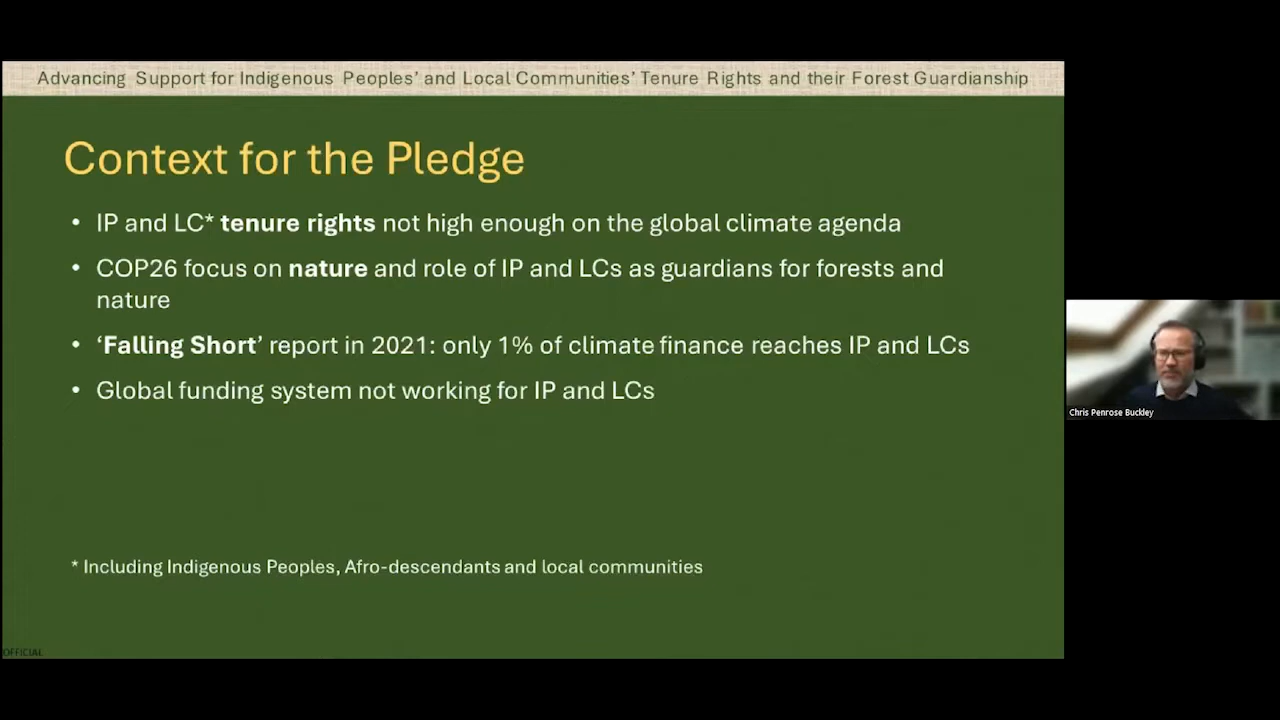 Advancing Support for Indigenous Peoples’ and Local Communities’ Tenure Rights and their Forest Guardianship
Context for the Pledge
• IP and LC* tenure rights not high enough on the global climate agenda
• COP26 focus on nature and role of IP and LCs as guardians for forests and
nature
• ‘Falling Short’ report in 2021: only 1% of climate finance reaches IP and LCs
• Global funding system not working for IP and LCs
* Including Indigenous Peoples, Afro-descendants and local communities
OFFICIAL
Chris Penrose Buckley